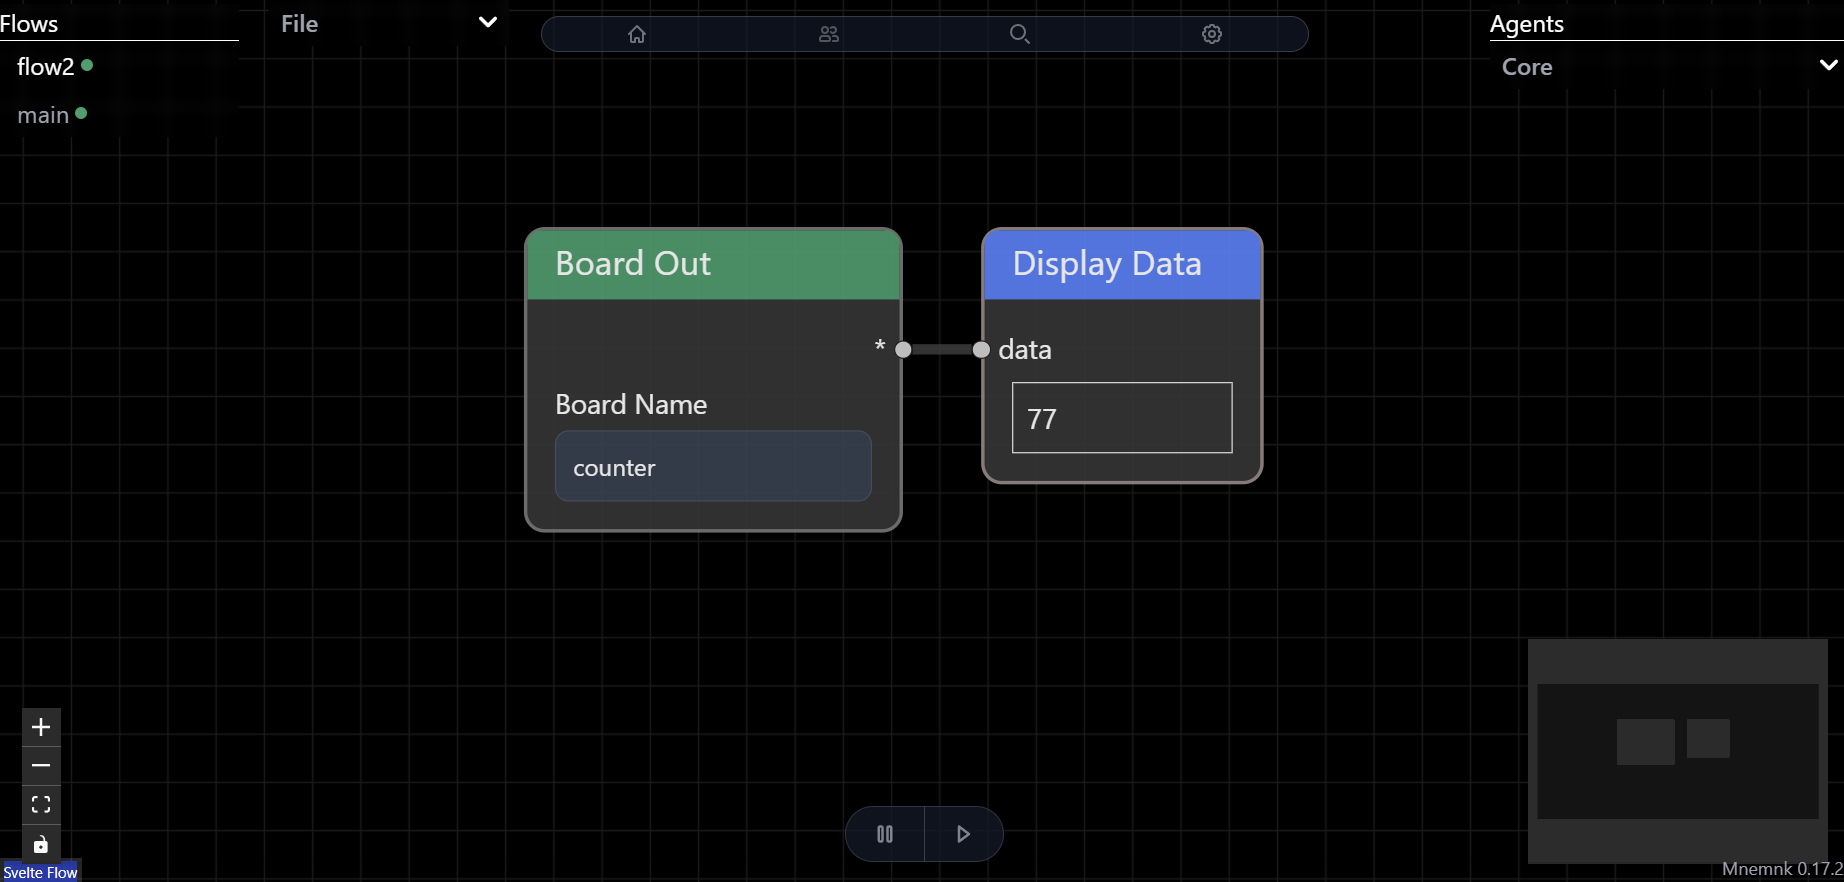 Flows
File
Agents
flow2
Core
main
Board Out
Display Data
*
data
Board Name
77
counter
Svelte Flow
Mnemnk 0.17.2